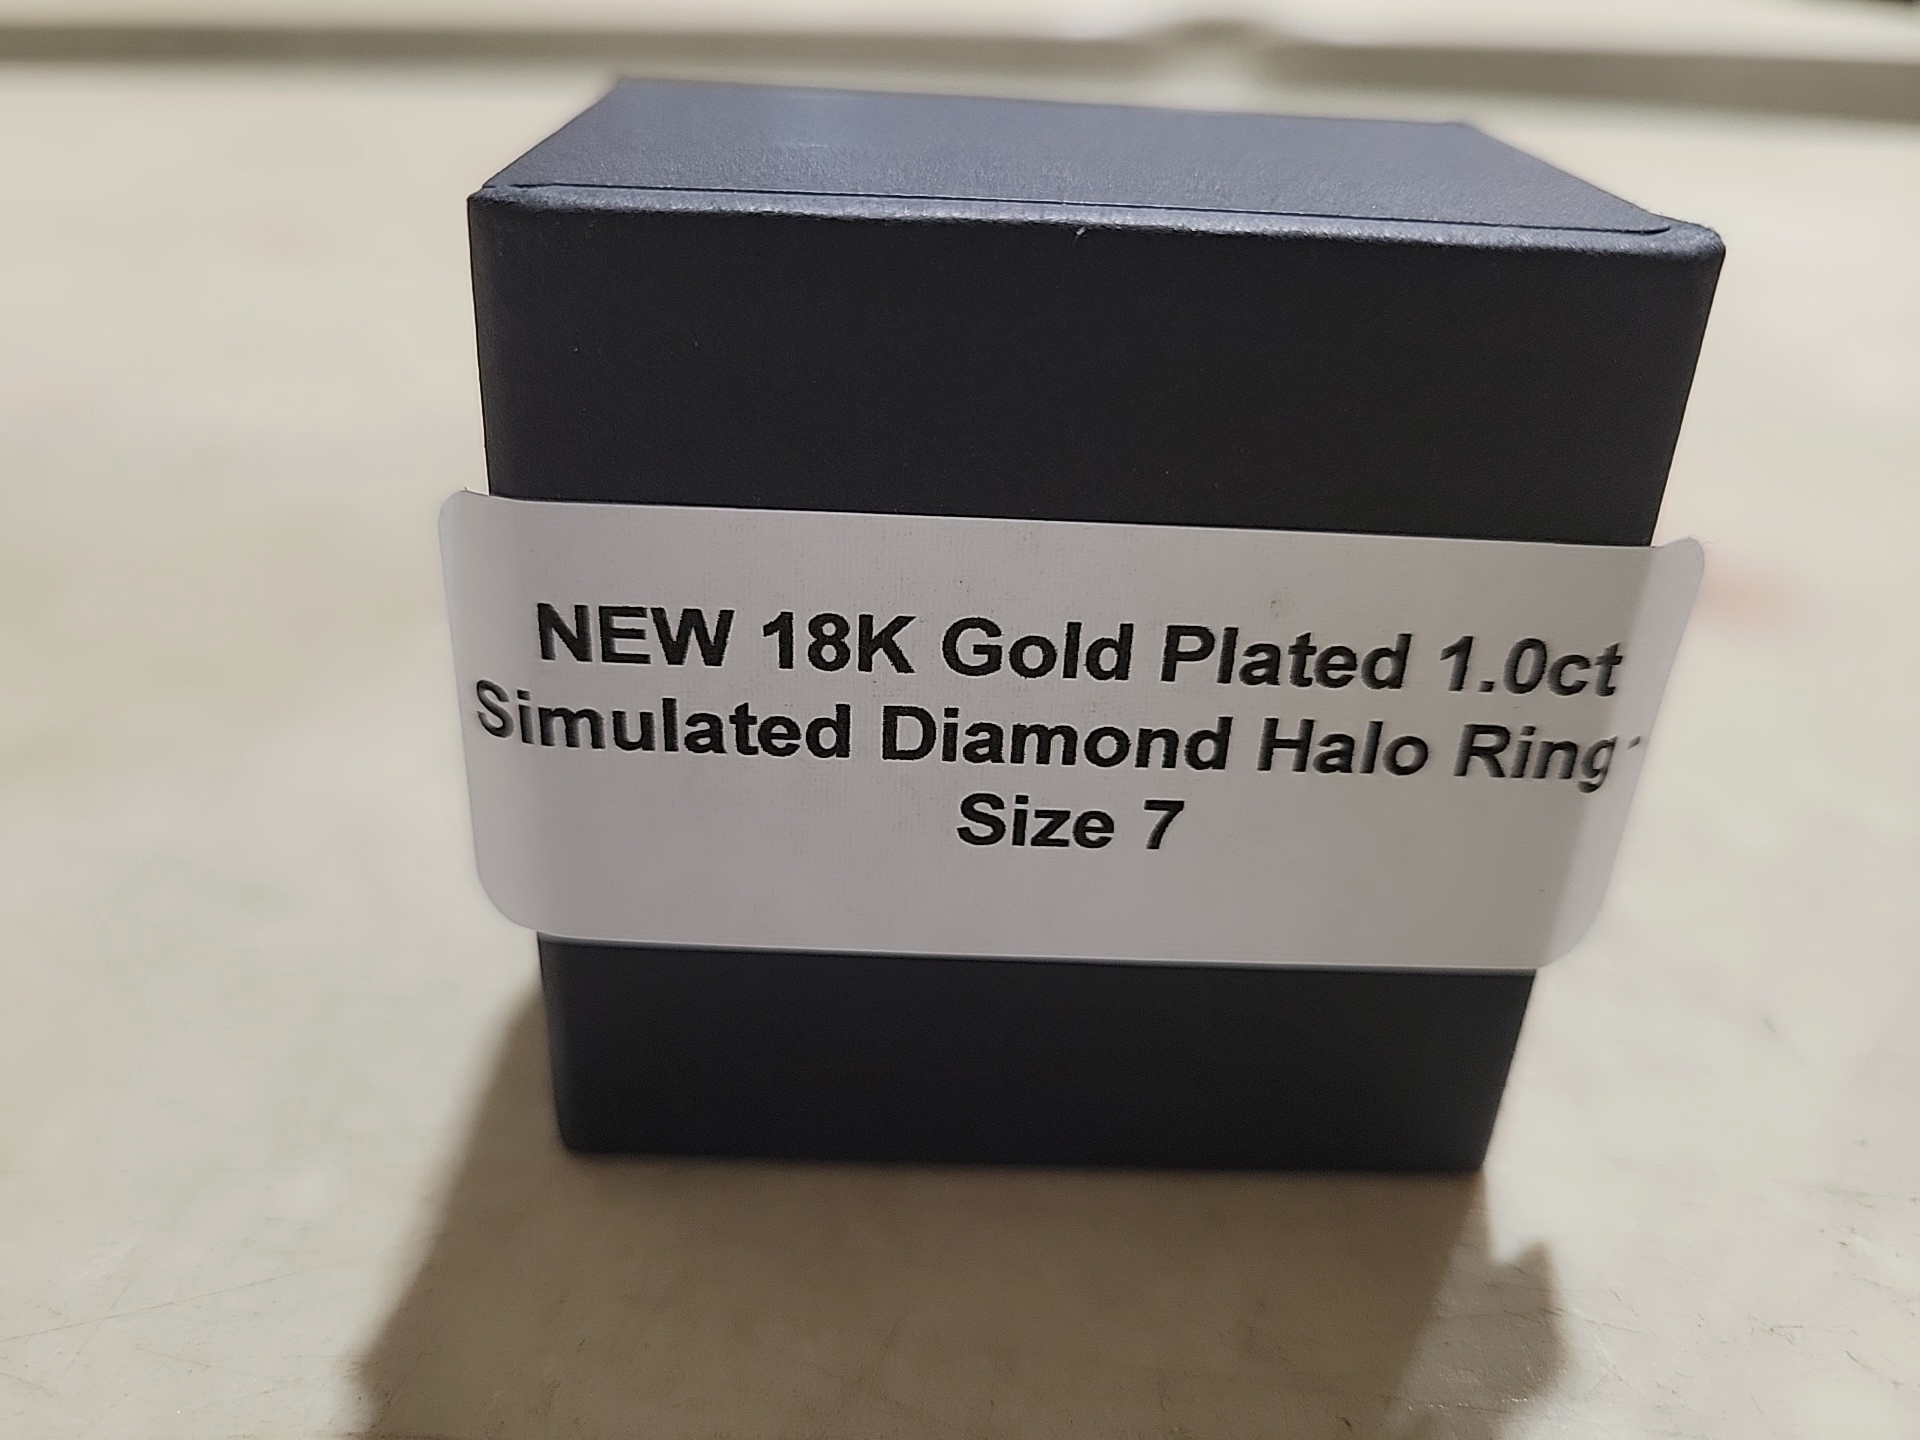 NEW 18K Gold Plated 1.0ct
Simulated Diamond Halo Ring -
Size 7